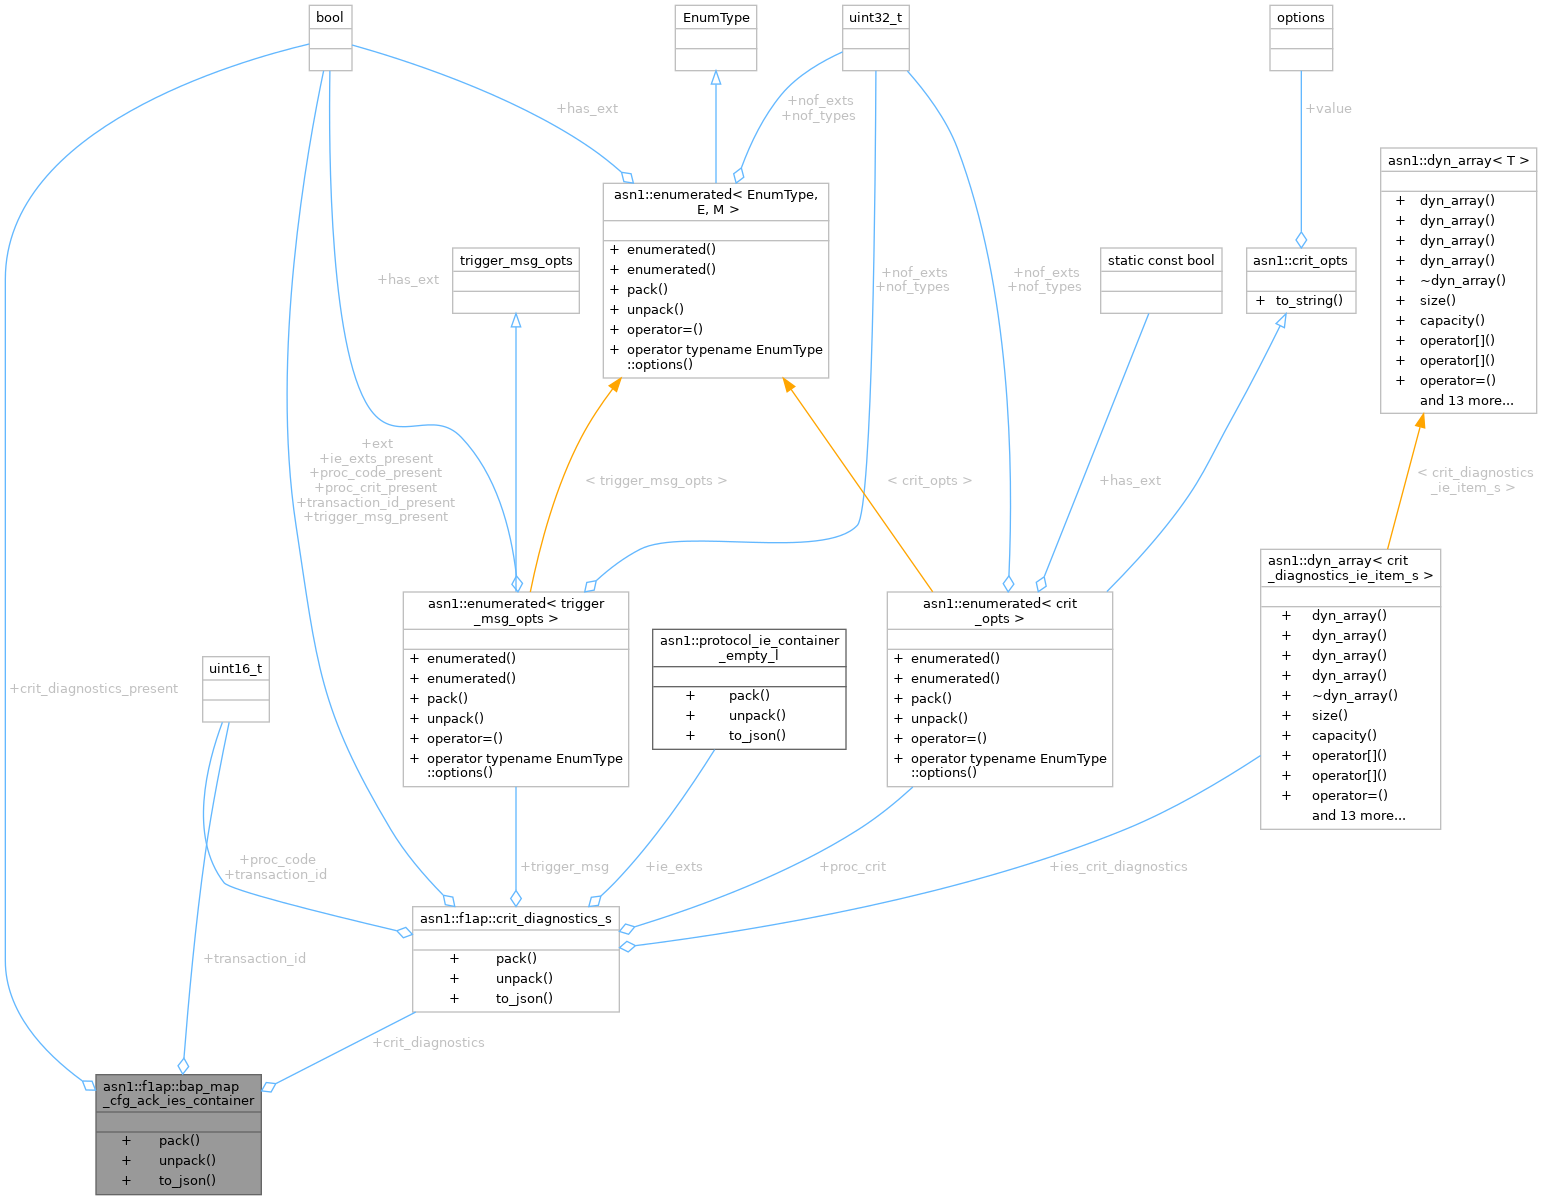 bool
EnumType
uint32_t
options
+has_ext
+nof_exts
+nof_types
+value
asn1::dyn_array< T >
+ dyn_array()
+ dyn_array()
+ dyn_array()
+ dyn_array()
+ ~dyn_array()
+ size()
+ capacity()
+ operator[]()
+ operator[]()
+ operator=()
and 13 more...
asn1::enumerated< EnumType,
E, M >
+ enumerated()
+ enumerated()
+ pack()
+ unpack()
+ operator=()
+ operator typename EnumType
::options()
trigger_msg_opts
static const bool
asn1::crit_opts
+ to_string()
+has_ext
+nof_exts
+nof_types
+nof_exts
+nof_types
+ext
+ie_exts_present
+proc_code_present
+proc_crit_present
+transaction_id_present
+trigger_msg_present
< trigger_msg_opts >
< crit_opts >
+has_ext
< crit_diagnostics
_ie_item_s >
asn1::dyn_array< crit
_diagnostics_ie_item_s >
+ dyn_array()
+ dyn_array()
+ dyn_array()
+ dyn_array()
+ ~dyn_array()
+ size()
+ capacity()
+ operator[]()
+ operator[]()
+ operator=()
and 13 more...
asn1::enumerated< trigger
_msg_opts >
+ enumerated()
+ enumerated()
+ pack()
+ unpack()
+ operator=()
+ operator typename EnumType
::options()
asn1::protocol_ie_container
_empty_l
+ pack()
+ unpack()
+ to_json()
asn1::enumerated< crit
_opts >
+ enumerated()
+ enumerated()
+ pack()
+ unpack()
+ operator=()
+ operator typename EnumType
::options()
uint16_t
+crit_diagnostics_present
+proc_code
+transaction_id
+trigger_msg
+ie_exts
+proc_crit
+ies_crit_diagnostics
asn1::f1ap::crit_diagnostics_s
+ pack()
+ unpack()
+ to_json()
+transaction_id
+crit_diagnostics
asn1::f1ap::bap_map
_cfg_ack_ies_container
+ pack()
+ unpack()
+ to_json()